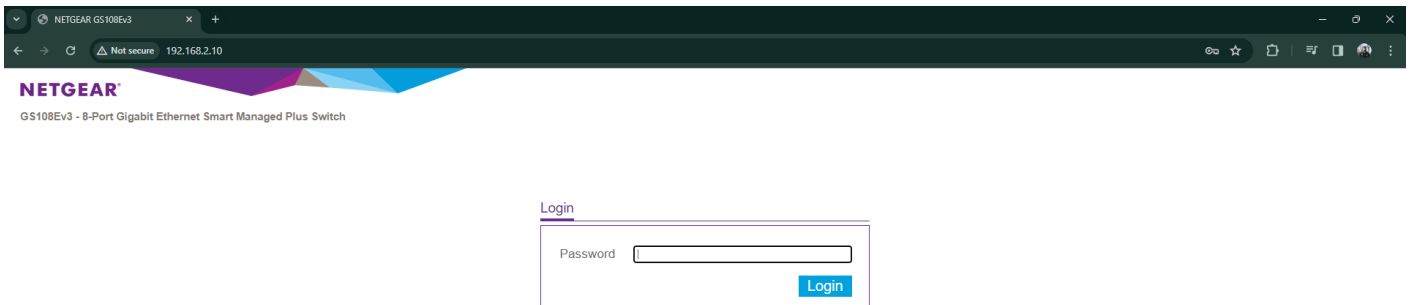 NETGEAR GS108Ev3
Not secure 192.168.2.10
NETGEAR®
GS108Ev3 - 8-Port Gigabit Ethernet Smart Managed Plus Switch
Login
Password
Login